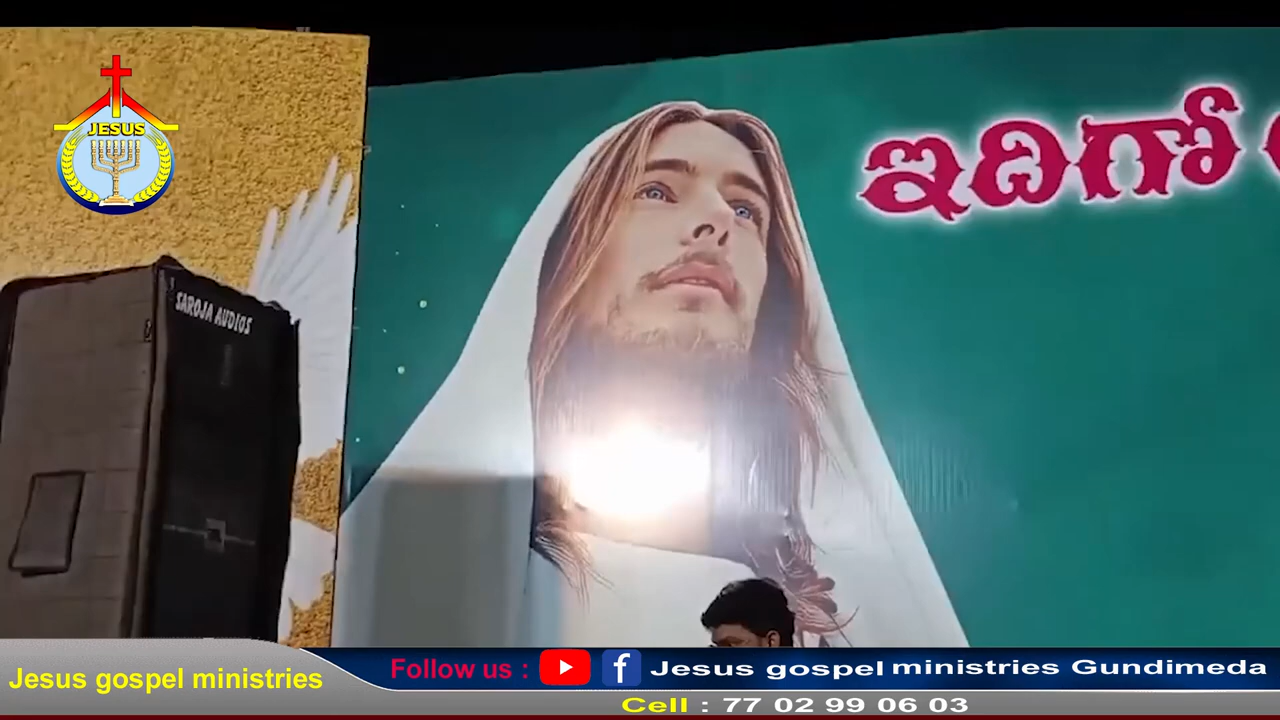 JESUS
ఇదిగో
SAROJA AUDIOS
Jesus gospel ministries
Follow us : f Jesus gospel ministries Gundimeda
Cell : 77 02 99 06 03